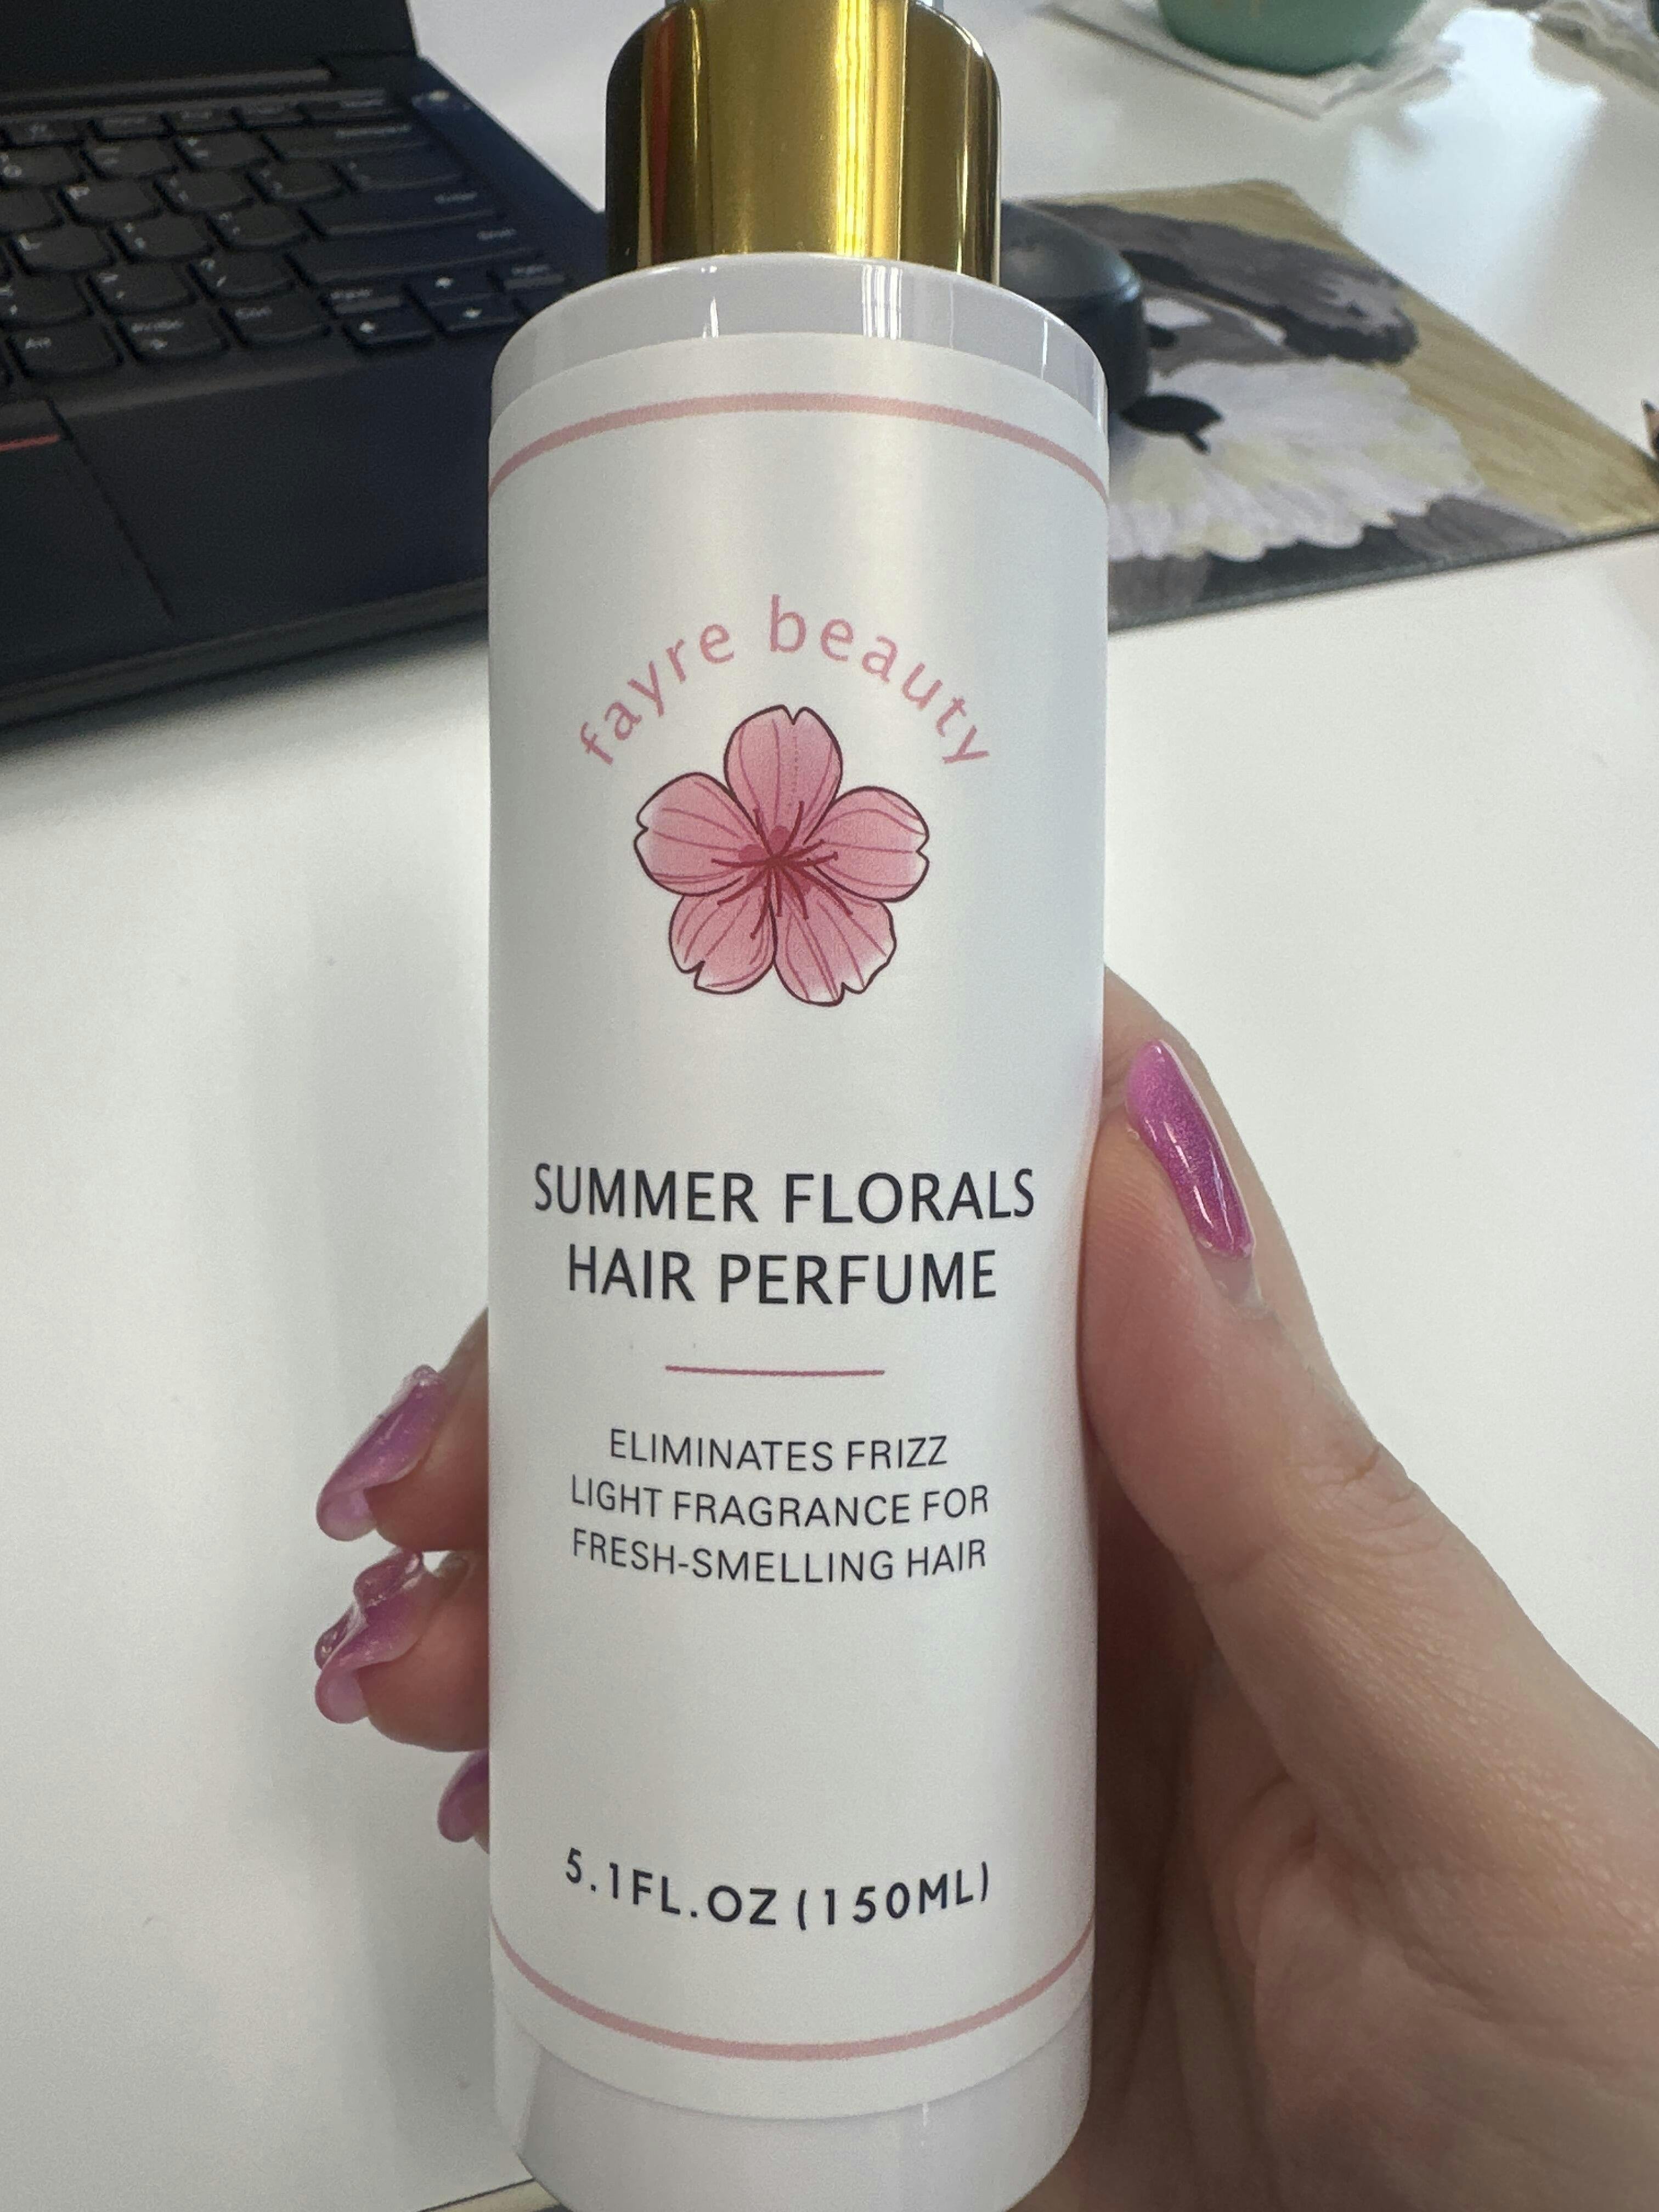 fayre beauty
SUMMER FLORALS
HAIR PERFUME
ELIMINATES FRIZZ
LIGHT FRAGRANCE FOR
FRESH-SMELLING HAIR
5.1FL.OZ (150ML)